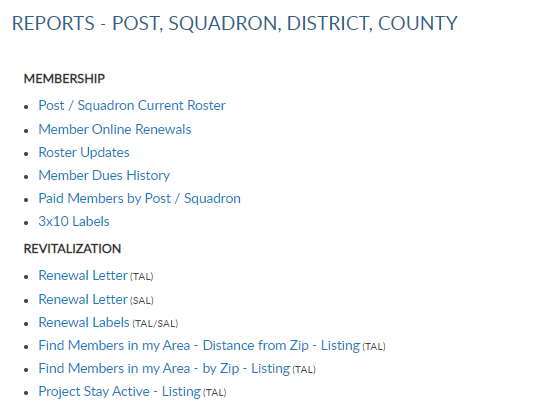 REPORTS - POST, SQUADRON, DISTRICT, COUNTY
MEMBERSHIP
• Post / Squadron Current Roster
• Member Online Renewals
• Roster Updates
• Member Dues History
• Paid Members by Post / Squadron
• 3x10 Labels
REVITALIZATION
• Renewal Letter (TAL)
• Renewal Letter (SAL)
• Renewal Labels (TAL/SAL)
• Find Members in my Area - Distance from Zip - Listing (TAL)
• Find Members in my Area - by Zip - Listing (TAL)
• Project Stay Active - Listing (TAL)